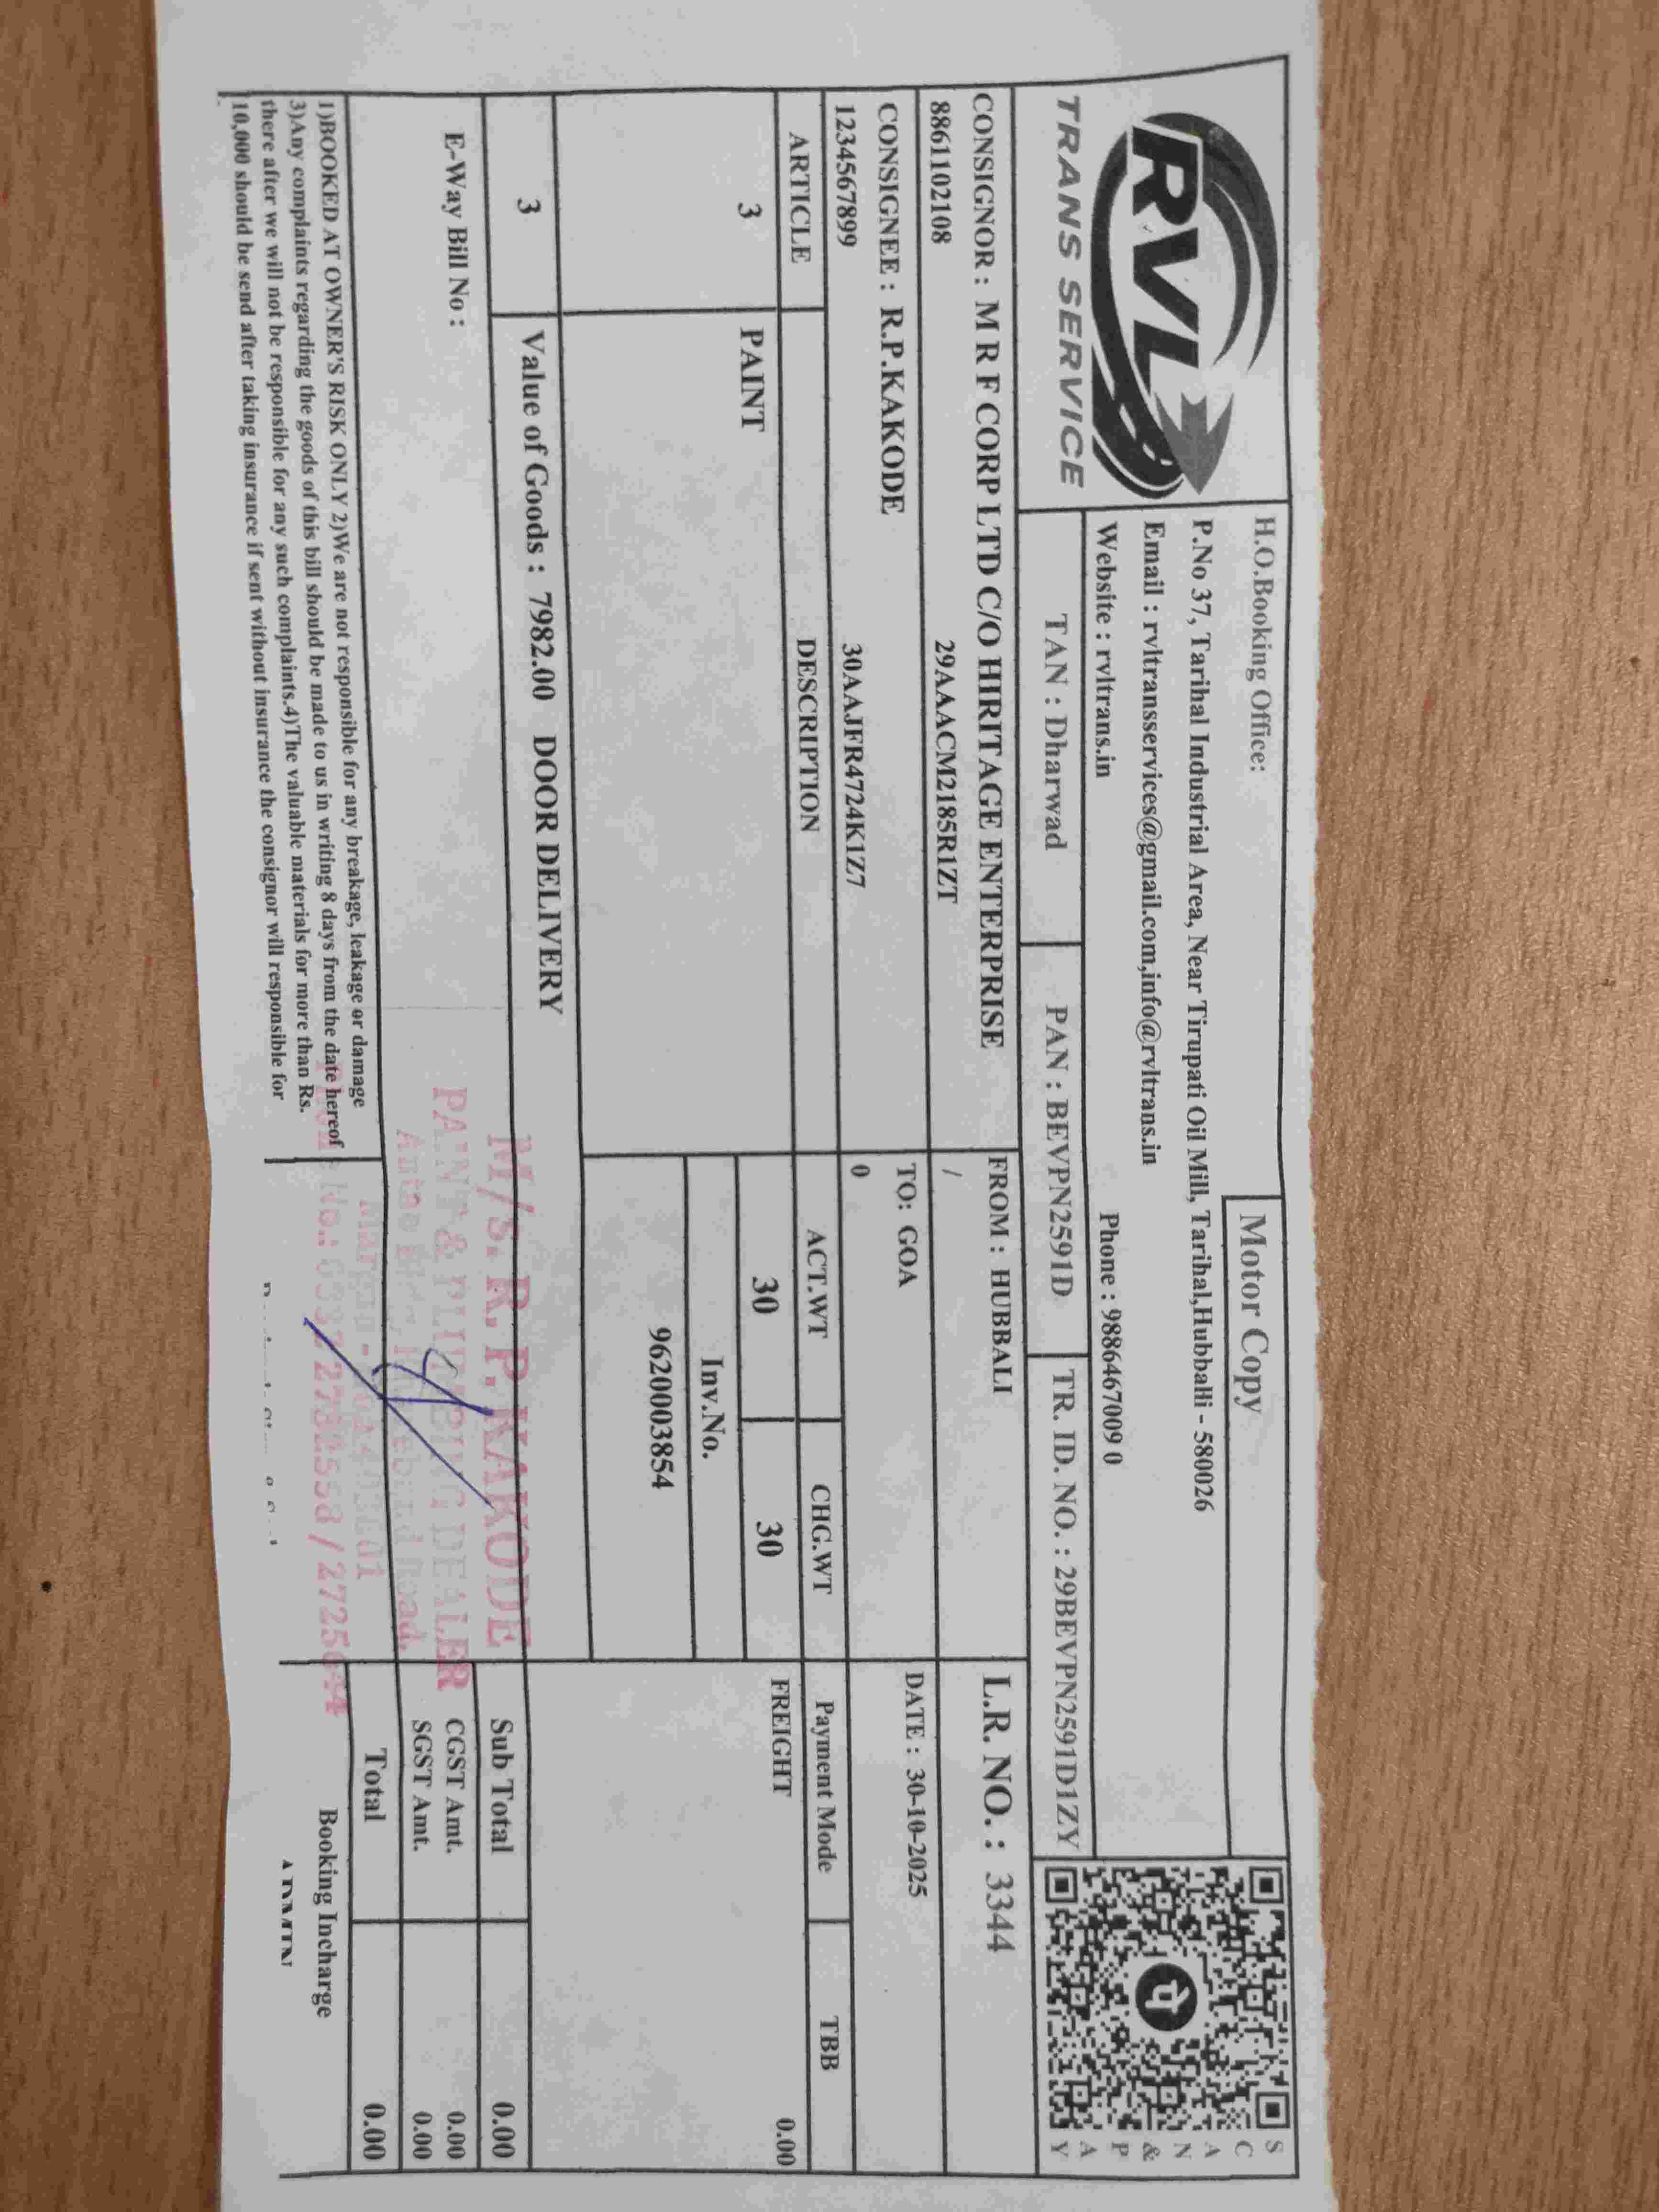 RVL
TRANS SERVICE
H.O.Booking Office:
Motor Copy
P.No 37, Tarihal Industrial Area, Near Tirupati Oil Mill, Tarihal,Hubballi - 580026
Email : rvltransservices@gmail.com,info@rvltrans.in
Website : rvltrans.in Phone : 9886467009 0
SCAN & PAY
TAN : Dharwad PAN : BEVPN2591D TR. ID. NO. : 29BEVPN2591D1ZY
CONSIGNOR : M R F CORP LTD C/O HIRITAGE ENTERPRISE FROM : HUBBALI L.R. NO. : 3344
8861102108 29AAACM2185R1ZT /
CONSIGNEE : R.P.KAKODE TO: GOA DATE : 30-10-2025
1234567899 30AAJFR4724K1Z7 0
ARTICLE DESCRIPTION ACT.WT CHG.WT Payment Mode TBB
3 PAINT 30 30 FREIGHT 0.00
Inv.No.
9620003854
3 Value of Goods : 7982.00 DOOR DELIVERY Sub Total 0.00
E-Way Bill No : CGST Amt. 0.00
SGST Amt. 0.00
Total 0.00
M/s. R. P. KAKODE
PAINT & PLUMBING DEALER
Road,
Margao -
No.: 0832 2730558 /
1)BOOKED AT OWNER'S RISK ONLY 2)We are not responsible for any breakage, leakage or damage
3)Any complaints regarding the goods of this bill should be made to us in writing 8 days from the date hereof
there after we will not be responsible for any such complaints.4)The valuable materials for more than Rs.
10,000 should be send after taking insurance if sent without insurance the consignor will responsible for
Booking Incharge
ADMIN